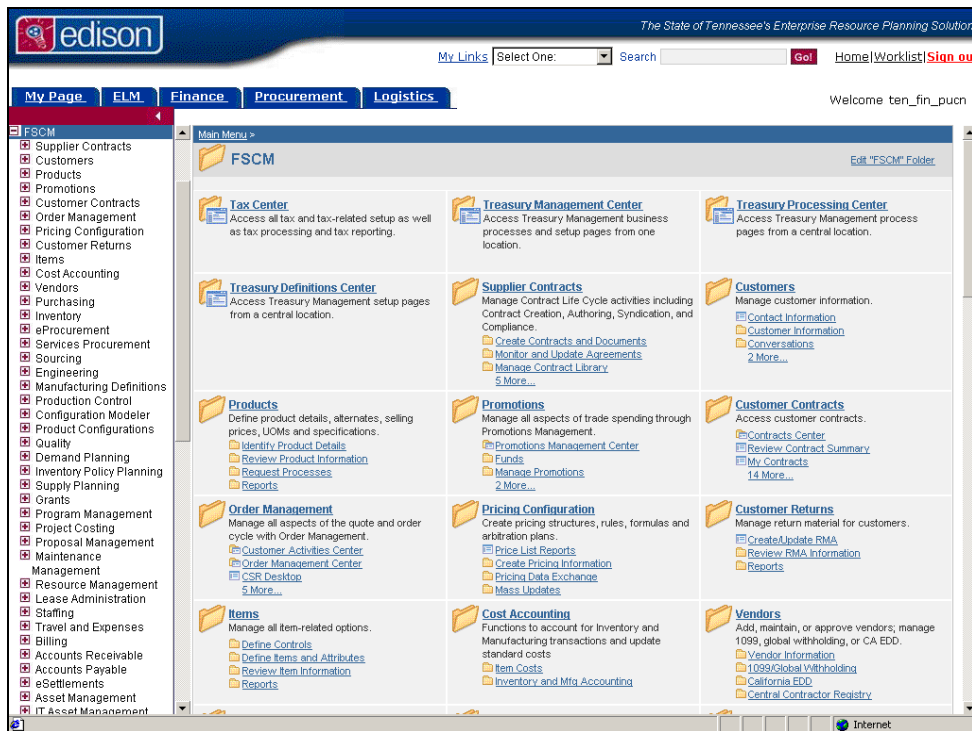 edison
The State of Tennessee's Enterprise Resource Planning Solution
My Links Select One: Search Go! Home|Worklist|Sign ou
My Page ELM Finance Procurement Logistics
Welcome ten_fin_pucn
FSCM
Supplier Contracts
Customers
Products
Promotions
Customer Contracts
Order Management
Pricing Configuration
Customer Returns
Items
Cost Accounting
Vendors
Purchasing
Inventory
eProcurement
Services Procurement
Sourcing
Engineering
Manufacturing Definitions
Production Control
Configuration Modeler
Product Configurations
Quality
Demand Planning
Inventory Policy Planning
Supply Planning
Grants
Program Management
Project Costing
Proposal Management
Maintenance
Management
Resource Management
Lease Administration
Staffing
Travel and Expenses
Billing
Accounts Receivable
Accounts Payable
eSettlements
Asset Management
IT Asset Management
Main Menu >
FSCM
Edit "FSCM" Folder
Tax Center
Access all tax and tax-related setup as well
as tax processing and tax reporting.
Treasury Management Center
Access Treasury Management business
processes and setup pages from one
location.
Treasury Processing Center
Access Treasury Management process
pages from a central location.
Treasury Definitions Center
Access Treasury Management setup pages
from a central location.
Supplier Contracts
Manage Contract Life Cycle activities including
Contract Creation, Authoring, Syndication, and
Compliance.
Create Contracts and Documents
Monitor and Update Agreements
Manage Contract Library
5 More...
Customers
Manage customer information.
Contact Information
Customer Information
Conversations
2 More...
Products
Define product details, alternates, selling
prices, UOMs and specifications.
Identify Product Details
Review Product Information
Request Processes
Reports
Promotions
Manage all aspects of trade spending through
Promotions Management.
Promotions Management Center
Funds
Manage Promotions
2 More...
Customer Contracts
Access customer contracts.
Contracts Center
Review Contract Summary
My Contracts
14 More...
Order Management
Manage all aspects of the quote and order
cycle with Order Management.
Customer Activities Center
Order Management Center
CSR Desktop
5 More...
Pricing Configuration
Create pricing structures, rules, formulas and
arbitration plans.
Price List Reports
Create Pricing Information
Pricing Data Exchange
Mass Updates
Customer Returns
Manage return material for customers.
Create/Update RMA
Review RMA Information
Reports
Items
Manage all item-related options.
Define Controls
Define Items and Attributes
Review Item Information
Reports
Cost Accounting
Functions to account for Inventory and
Manufacturing transactions and update
standard costs
Item Costs
Inventory and Mfg Accounting
Vendors
Add, maintain, or approve vendors; manage
1099, global withholding, or CA EDD.
Vendor Information
1099/Global Withholding
California EDD
Central Contractor Registry
Internet